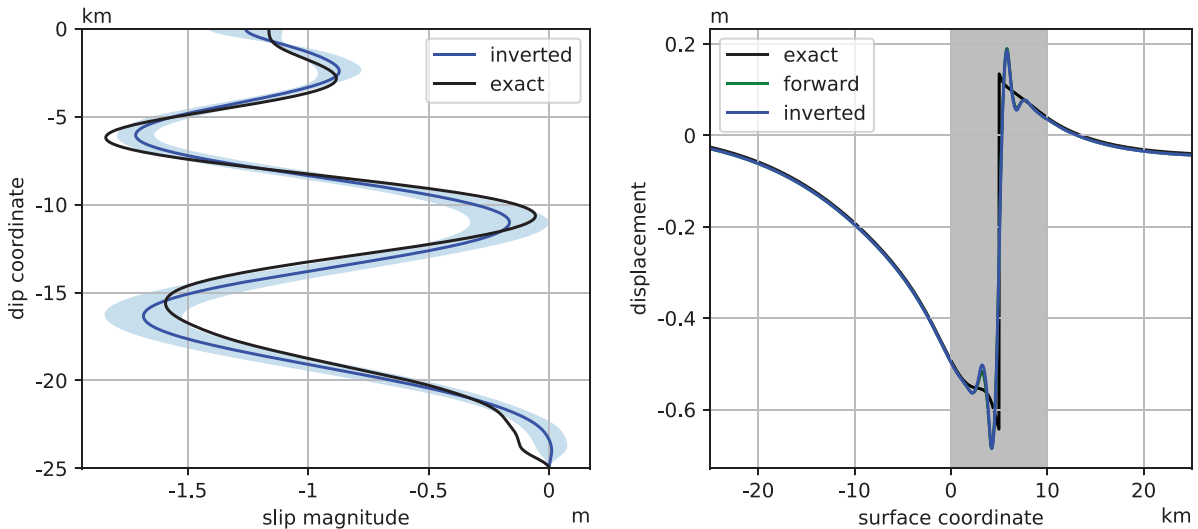 km
0
-5
-10
-15
-20
-25
dip coordinate
inverted
exact
-1.5
-1
-0.5
0
slip magnitude
m
m
0.2
0
-0.2
-0.4
-0.6
displacement
exact
forward
inverted
-20
-10
0
10
20
surface coordinate
km